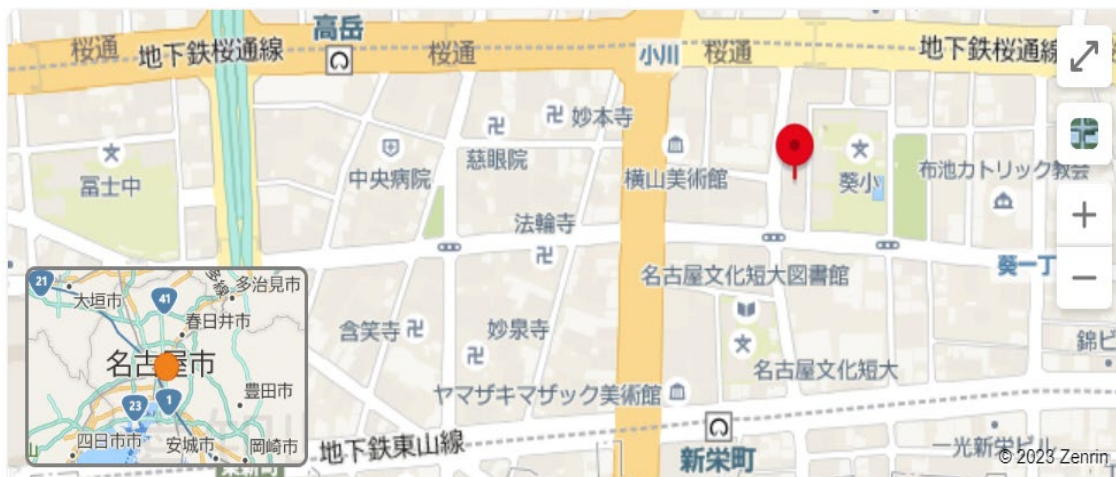 高岳
桜通
地下鉄桜通線
桜通
小川
桜通
地下鉄桜通線
妙本寺
慈眼院
中央病院
冨士中
横山美術館
葵小
布池カトリック教会
法輪寺
葵一丁
名古屋文化短大図書館
含笑寺
妙泉寺
名古屋文化短大
ヤマザキマザック美術館
錦ビ
地下鉄東山線
新栄町
一光新栄ビル
© 2023 Zenrin
21
大垣市
41
多治見市
春日井市
名古屋市
豊田市
23
1
四日市市
安城市
岡崎市